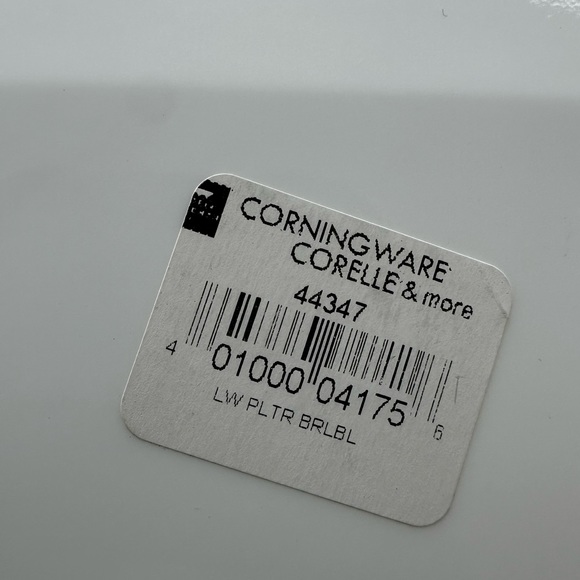 CORNINGWARE
CORELLE & more
44347
4 01000 04175 6
LW PLTR BRLBL